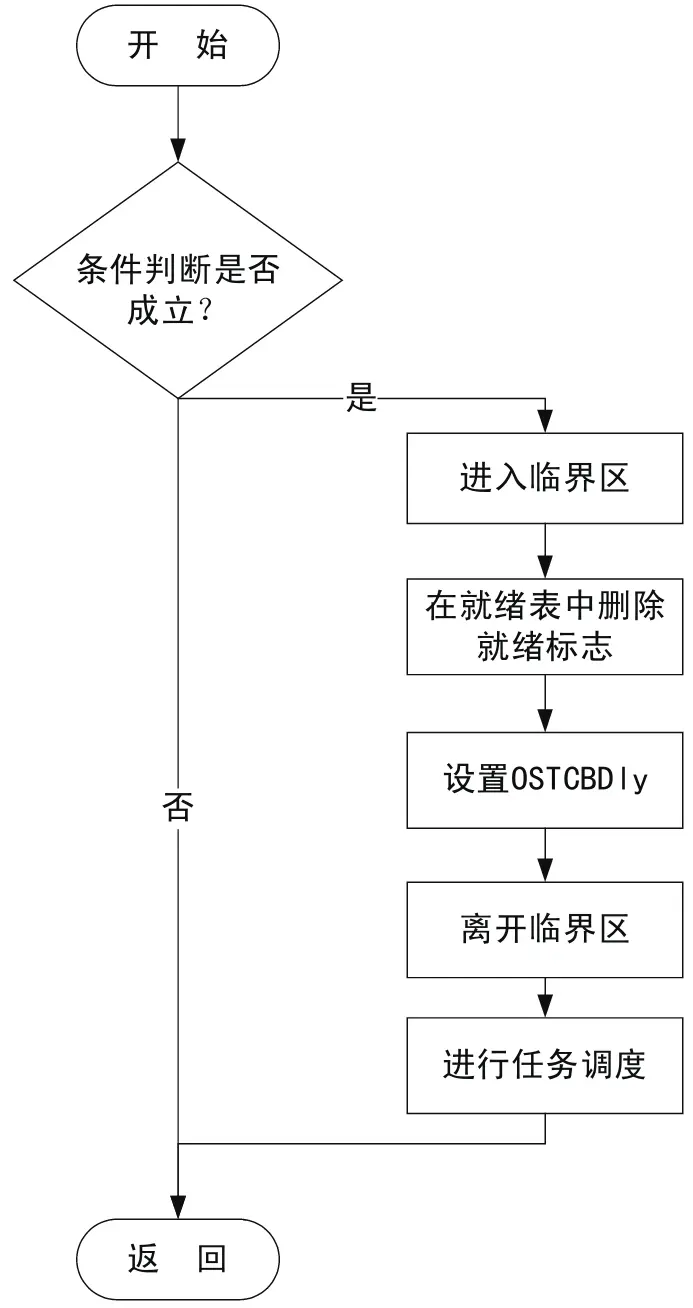 开 始
条件判断是否
成立?
是
进入临界区
在就绪表中删除
就绪标志
设置OSTCBDly
否
离开临界区
进行任务调度
返 回